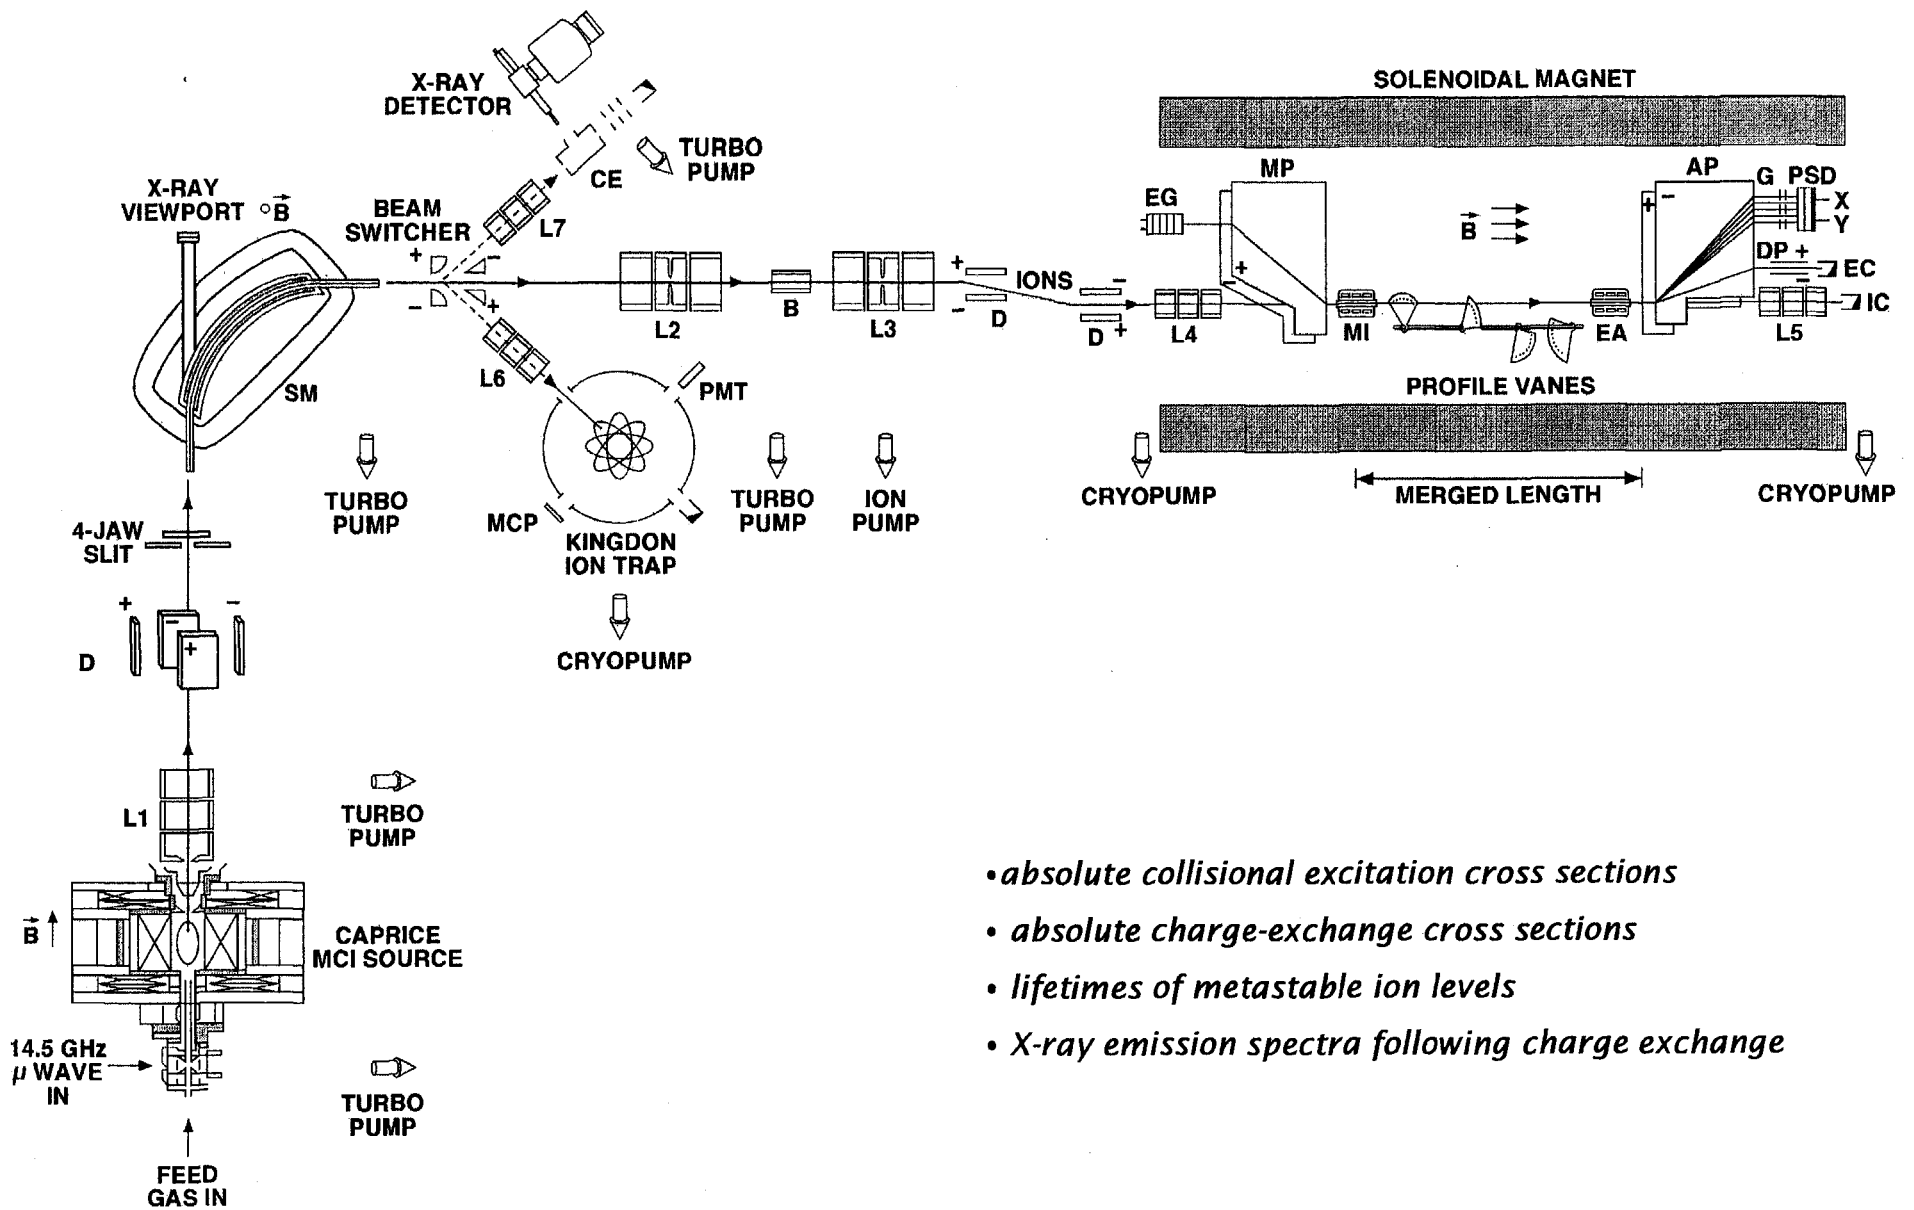 X-RAY
DETECTOR
TURBO
PUMP
CE
L7
X-RAY
VIEWPORT
B
BEAM
SWITCHER
+
−
−
+
SM
L6
L2
B
L3
+
−
D
IONS
−
D +
L4
SOLENOIDAL MAGNET
EG
MP
+
−
B
MI
EA
PROFILE VANES
AP
+
−
G PSD
X
Y
DP +
−
EC
IC
L5
MERGED LENGTH
CRYOPUMP
CRYOPUMP
PMT
MCP
KINGDON
ION TRAP
TURBO
PUMP
TURBO
PUMP
ION
PUMP
CRYOPUMP
4-JAW
SLIT
+
−
−
+
D
L1
TURBO
PUMP
B
CAPRICE
MCI SOURCE
14.5 GHz
μ WAVE
IN
TURBO
PUMP
FEED
GAS IN
•absolute collisional excitation cross sections
• absolute charge-exchange cross sections
• lifetimes of metastable ion levels
• X-ray emission spectra following charge exchange